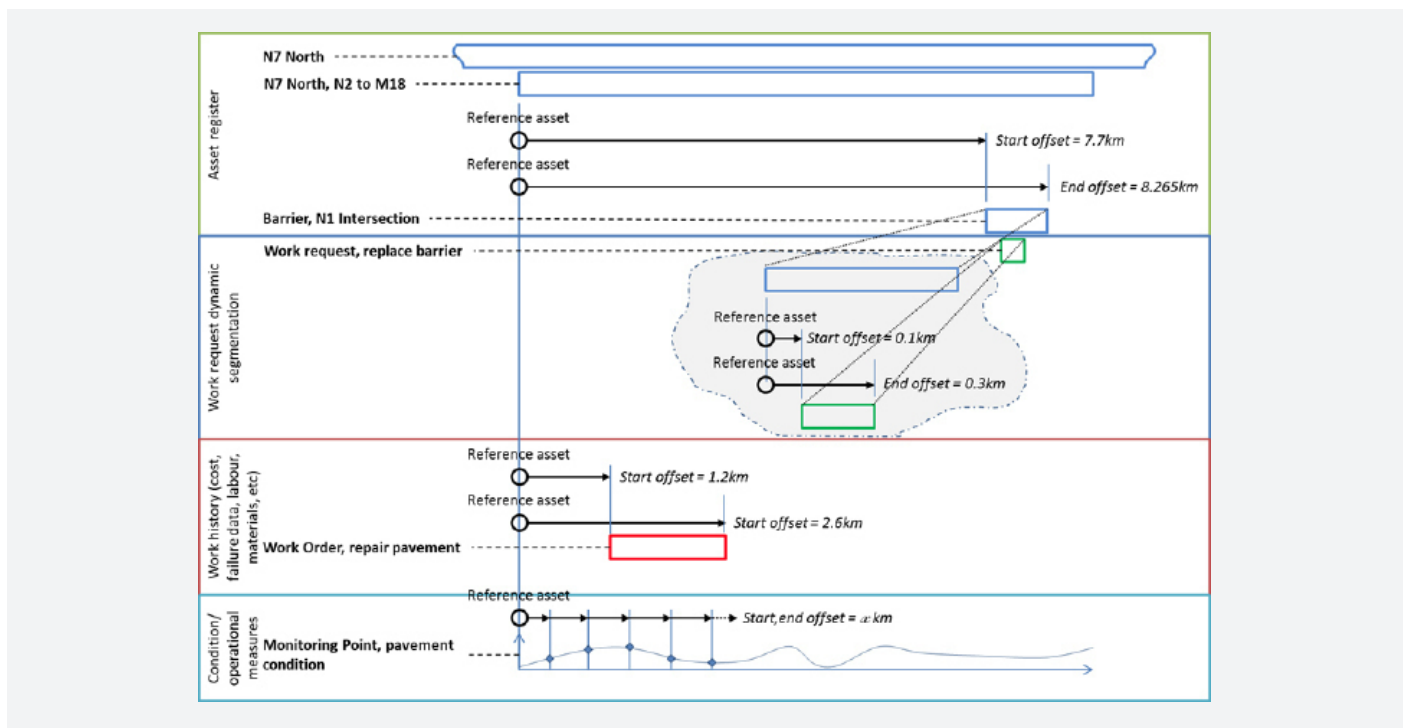 N7 North
N7 North, N2 to M18
Asset register
Reference asset
Start offset = 7.7km
Reference asset
End offset = 8.265km
Barrier, N1 Intersection
Work request dynamic
segmentation
Work request, replace barrier
Reference asset
Start offset = 0.1km
Reference asset
End offset = 0.3km
Work history (cost,
failure data, labour,
materials, etc)
Reference asset
Start offset = 1.2km
Reference asset
Start offset = 2.6km
Work Order, repair pavement
Condition/
operational
measures
Reference asset
Start,end offset = x km
Monitoring Point, pavement
condition